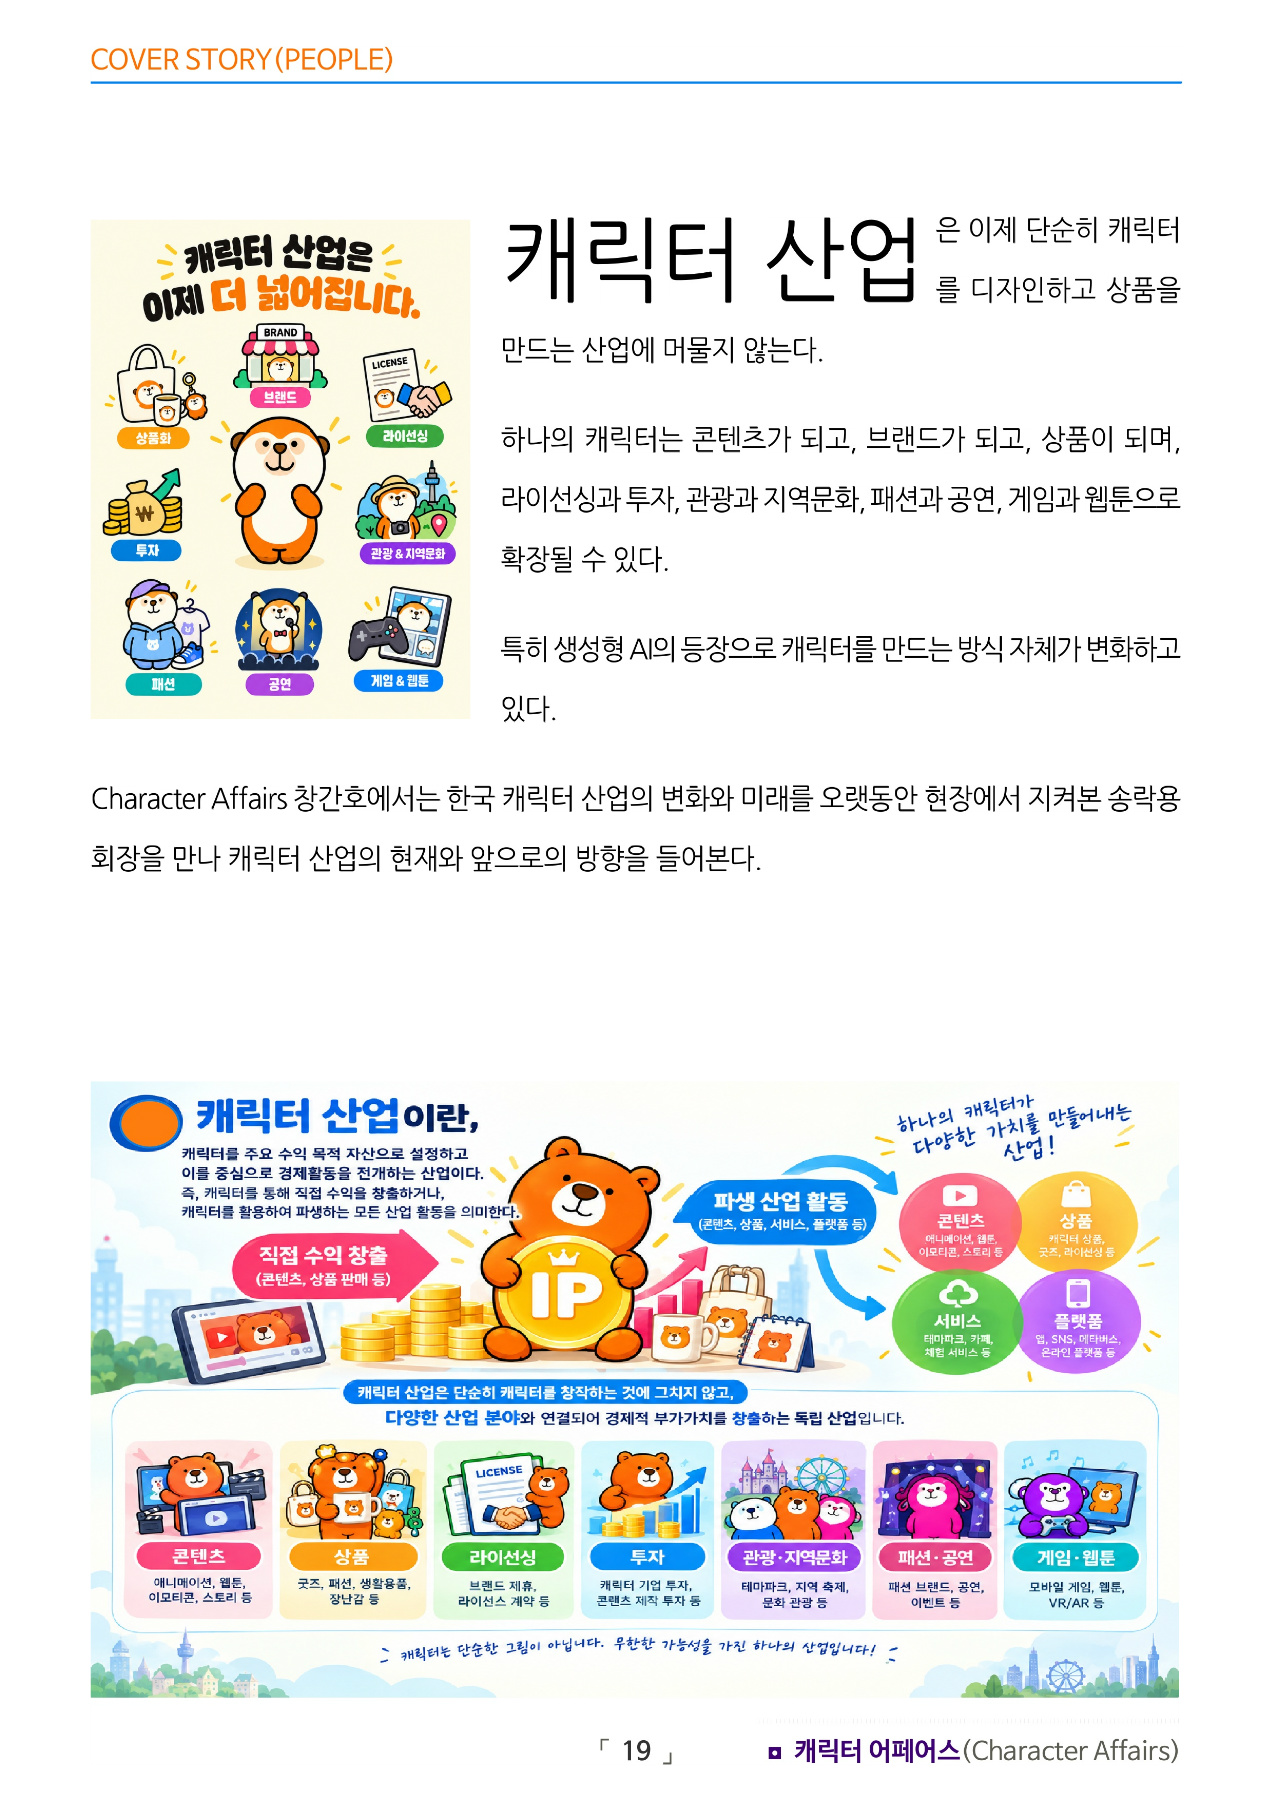 COVER STORY(PEOPLE)
캐릭터 산업은
이제 더 넓어집니다.
BRAND
브랜드
상품화
LICENSE
라이선싱
투자
관광 & 지역문화
패션
공연
게임 & 웹툰
캐릭터 산업은 이제 단순히 캐릭터
를 디자인하고 상품을
만드는 산업에 머물지 않는다.
하나의 캐릭터는 콘텐츠가 되고, 브랜드가 되고, 상품이 되며,
라이선싱과 투자, 관광과 지역문화, 패션과 공연, 게임과 웹툰으로
확장될 수 있다.
특히 생성형 AI의 등장으로 캐릭터를 만드는 방식 자체가 변화하고
있다.
Character Affairs 창간호에서는 한국 캐릭터 산업의 변화와 미래를 오랫동안 현장에서 지켜본 송락용
회장을 만나 캐릭터 산업의 현재와 앞으로의 방향을 들어본다.
캐릭터 산업이란,
캐릭터를 주요 수익 목적 자산으로 설정하고
이를 중심으로 경제활동을 전개하는 산업이다.
즉, 캐릭터를 통해 직접 수익을 창출하거나,
캐릭터를 활용하여 파생하는 모든 산업 활동을 의미한다.
직접 수익 창출
(콘텐츠, 상품 판매 등)
IP
파생 산업 활동
(콘텐츠, 상품, 서비스, 플랫폼 등)
하나의 캐릭터가
다양한 가치를 만들어내는
산업!
콘텐츠
애니메이션, 웹툰,
이모티콘, 스토리 등
상품
캐릭터 상품,
굿즈, 라이선싱 등
서비스
테마파크, 카페,
체험 서비스 등
플랫폼
앱, SNS, 메타버스,
온라인 플랫폼 등
캐릭터 산업은 단순히 캐릭터를 창작하는 것에 그치지 않고,
다양한 산업 분야와 연결되어 경제적 부가가치를 창출하는 독립 산업입니다.
콘텐츠
애니메이션, 웹툰,
이모티콘, 스토리 등
상품
굿즈, 패션, 생활용품,
장난감 등
LICENSE
라이선싱
브랜드 제휴,
라이선스 계약 등
투자
캐릭터 기업 투자,
콘텐츠 제작 투자 등
관광·지역문화
테마파크, 지역 축제,
문화 관광 등
패션·공연
패션 브랜드, 공연,
이벤트 등
게임·웹툰
모바일 게임, 웹툰,
VR/AR 등
캐릭터는 단순한 그림이 아닙니다. 무한한 가능성을 가진 하나의 산업입니다!
「 19 」
캐릭터 어페어스(Character Affairs)